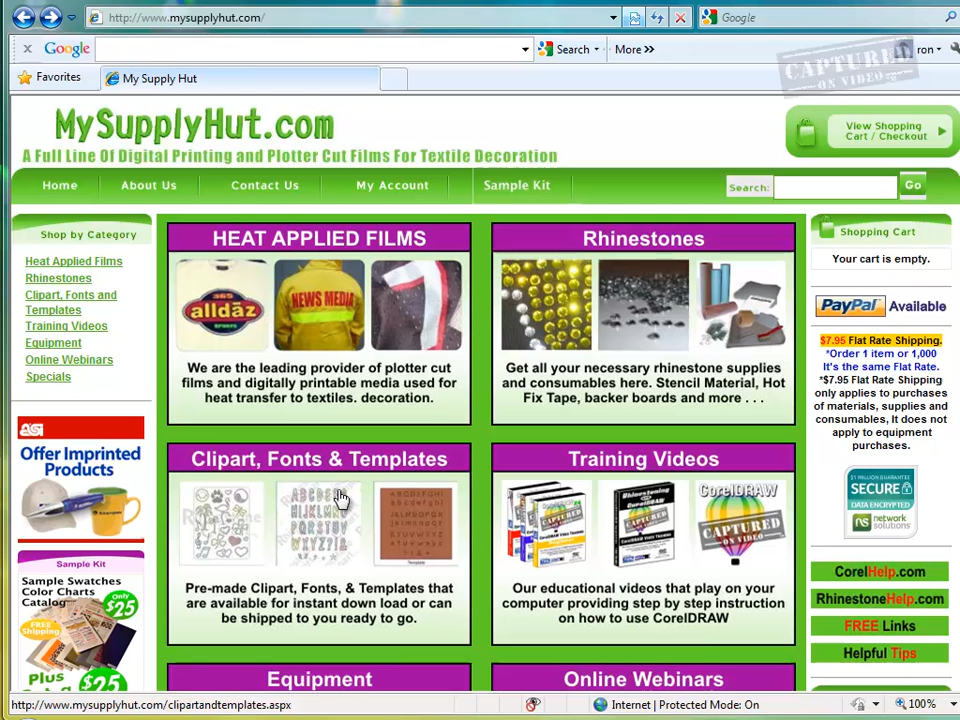 http://www.mysupplyhut.com/
Google
x
Google
Search
More
ron
Favorites
My Supply Hut
CAPTURED
ON VIDEO
MySupplyHut.com
A Full Line Of Digital Printing and Plotter Cut Films For Textile Decoration
View Shopping
Cart / Checkout
Home
About Us
Contact Us
My Account
Sample Kit
Search:
Go
Shop by Category
Heat Applied Films
Rhinestones
Clipart, Fonts and
Templates
Training Videos
Equipment
Online Webinars
Specials
ASI
Offer Imprinted
Products
Sample Kit
Sample Swatches
Color Charts
Catalog
Only
$25
FREE
Shipping
Plus
$25
HEAT APPLIED FILMS
365
alldaz
NEWS MEDIA
We are the leading provider of plotter cut
films and digitally printable media used for
heat transfer to textiles. decoration.
Rhinestones
Get all your necessary rhinestone supplies
and consumables here. Stencil Material, Hot
Fix Tape, backer boards and more . . .
Clipart, Fonts & Templates
Pre-made Clipart, Fonts, & Templates that
are available for instant down load or can
be shipped to you ready to go.
Training Videos
CorelDRAW
CAPTURED
ON VIDEO
Our educational videos that play on your
computer providing step by step instruction
on how to use CorelDRAW
Equipment
Online Webinars
Shopping Cart
Your cart is empty.
PayPal Available
$7.95 Flat Rate Shipping.
*Order 1 item or 1,000
It's the same Flat Rate.
*$7.95 Flat Rate Shipping
only applies to purchases
of materials, supplies and
consumables, It does not
apply to equipment
purchases.
SECURE
DATA ENCRYPTED
network
solutions
CorelHelp.com
RhinestoneHelp.com
FREE Links
Helpful Tips
http://www.mysupplyhut.com/clipartandtemplates.aspx
Internet | Protected Mode: On
100%